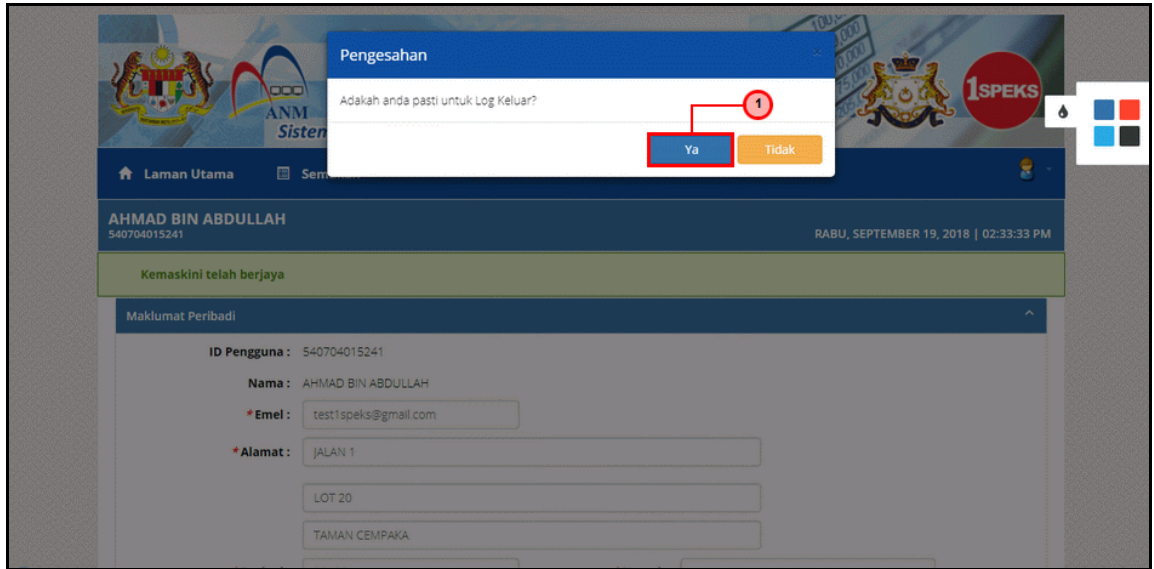 Pengesahan
Adakah anda pasti untuk Log Keluar?
1
Ya
Tidak
ANM
Sistem
1SPEKS
Laman Utama
AHMAD BIN ABDULLAH
540704015241
RABU, SEPTEMBER 19, 2018 | 02:33:33 PM
Kemaskini telah berjaya
Maklumat Peribadi
ID Pengguna : 540704015241
Nama : AHMAD BIN ABDULLAH
*Emel : test1speks@gmail.com
*Alamat : JALAN 1
LOT 20
TAMAN CEMPAKA